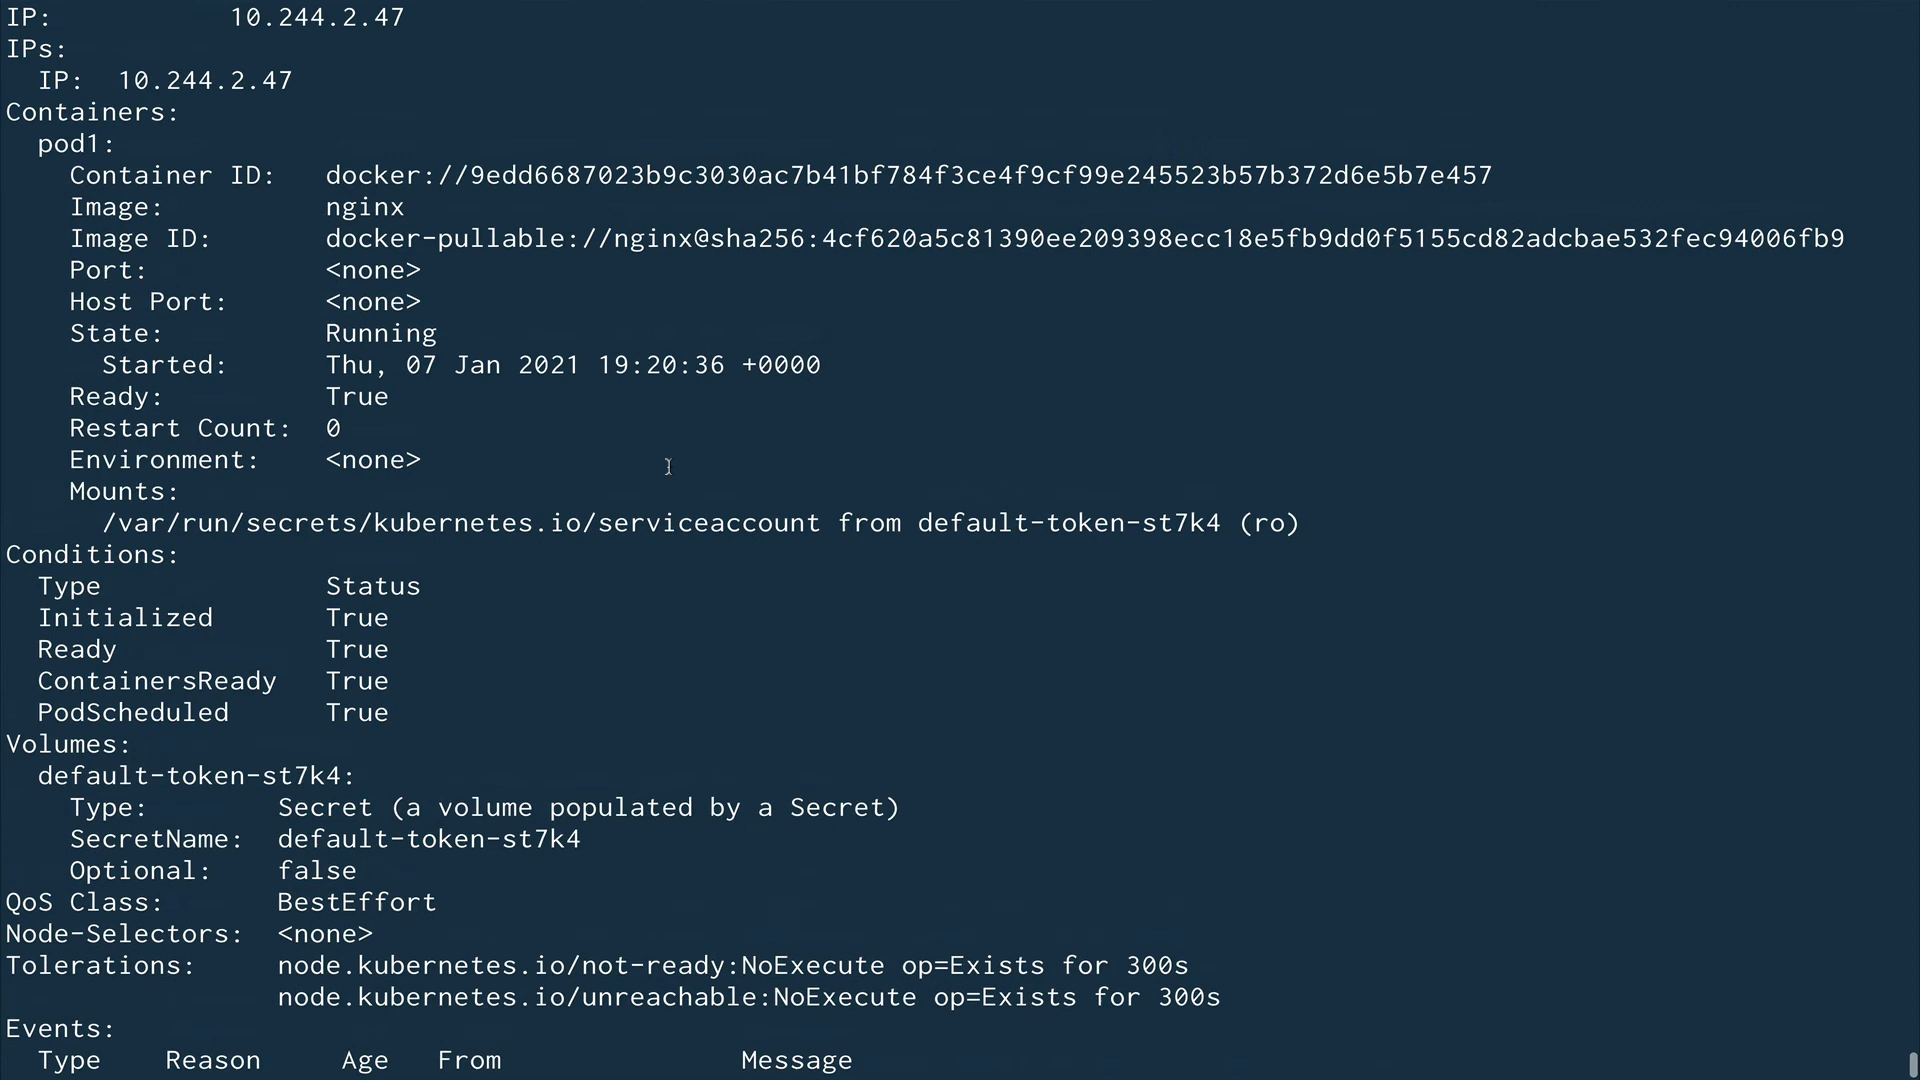 IP:           10.244.2.47
IPs:
  IP:  10.244.2.47
Containers:
  pod1:
    Container ID:   docker://9edd6687023b9c3030ac7b41bf784f3ce4f9cf99e245523b57b372d6e5b7e457
    Image:          nginx
    Image ID:       docker-pullable://nginx@sha256:4cf620a5c81390ee209398ecc18e5fb9dd0f5155cd82adcbae532fec94006fb9
    Port:           <none>
    Host Port:      <none>
    State:          Running
      Started:      Thu, 07 Jan 2021 19:20:36 +0000
    Ready:          True
    Restart Count:  0
    Environment:    <none>
    Mounts:
      /var/run/secrets/kubernetes.io/serviceaccount from default-token-st7k4 (ro)
Conditions:
  Type              Status
  Initialized       True
  Ready             True
  ContainersReady   True
  PodScheduled      True
Volumes:
  default-token-st7k4:
    Type:        Secret (a volume populated by a Secret)
    SecretName:  default-token-st7k4
    Optional:    false
QoS Class:       BestEffort
Node-Selectors:  <none>
Tolerations:     node.kubernetes.io/not-ready:NoExecute op=Exists for 300s
                 node.kubernetes.io/unreachable:NoExecute op=Exists for 300s
Events:
  Type    Reason     Age   From               Message